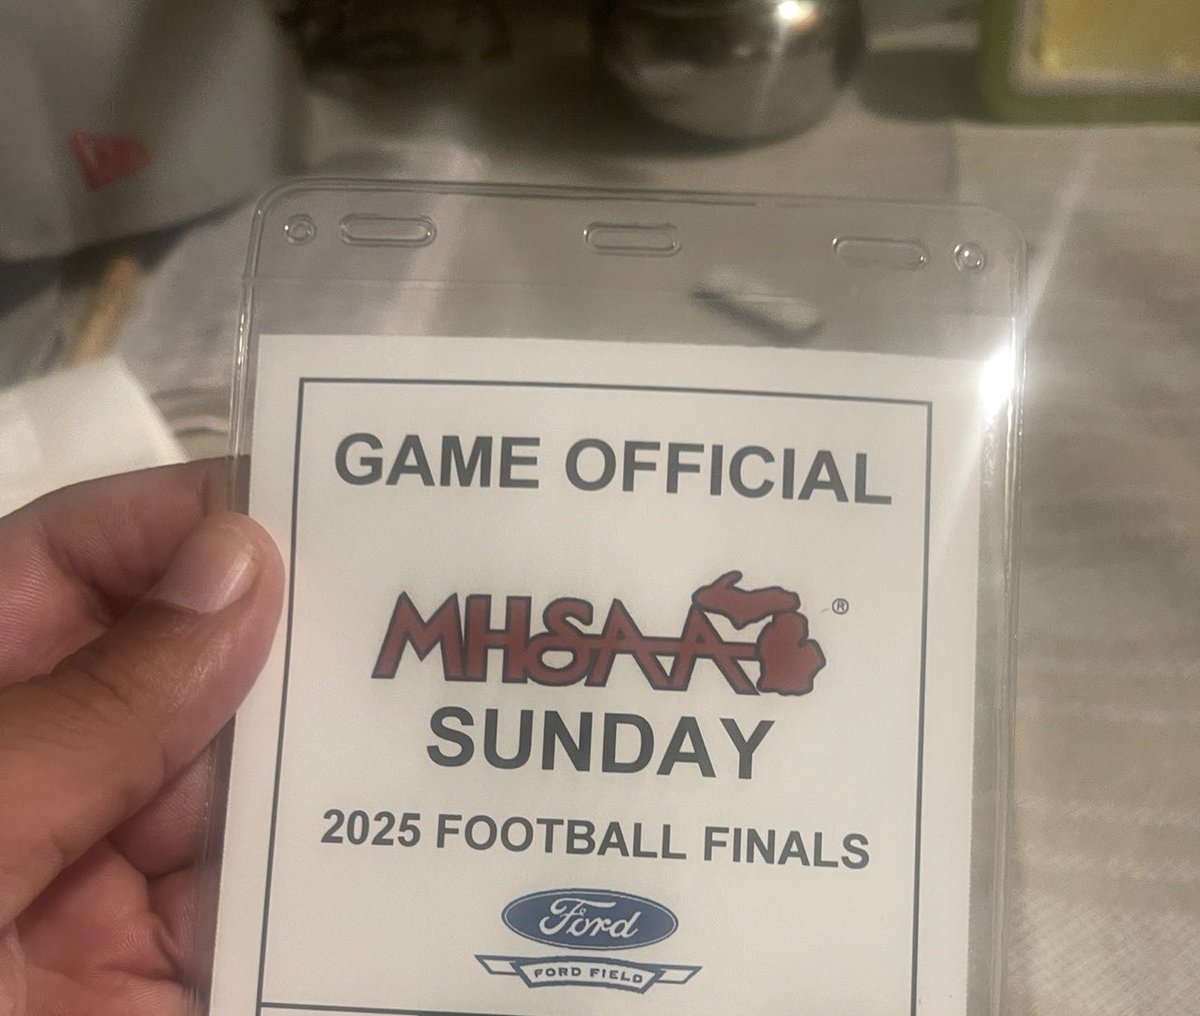 GAME OFFICIAL
MHSAA®
SUNDAY
2025 FOOTBALL FINALS
Ford
FORD FIELD